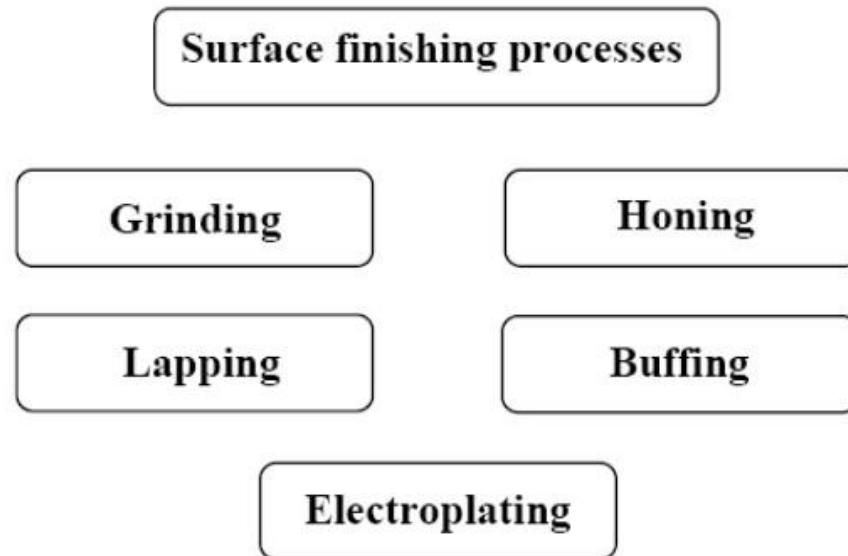 Surface finishing processes
Grinding
Honing
Lapping
Buffing
Electroplating